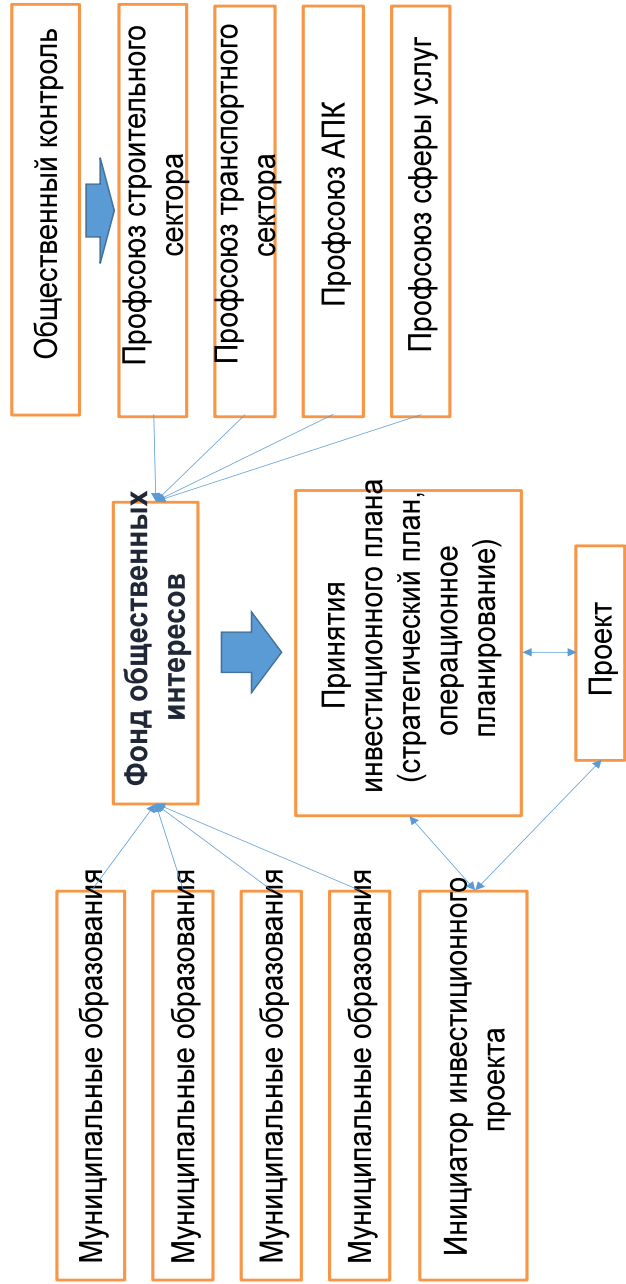 Муниципальные образования
Муниципальные образования
Муниципальные образования
Муниципальные образования
Инициатор инвестиционного
проекта
Фонд общественных
интересов
Принятия
инвестиционного плана
(стратегический план,
операционное
планирование)
Проект
Общественный контроль
Профсоюз строительного
сектора
Профсоюз транспортного
сектора
Профсоюз АПК
Профсоюз сферы услуг